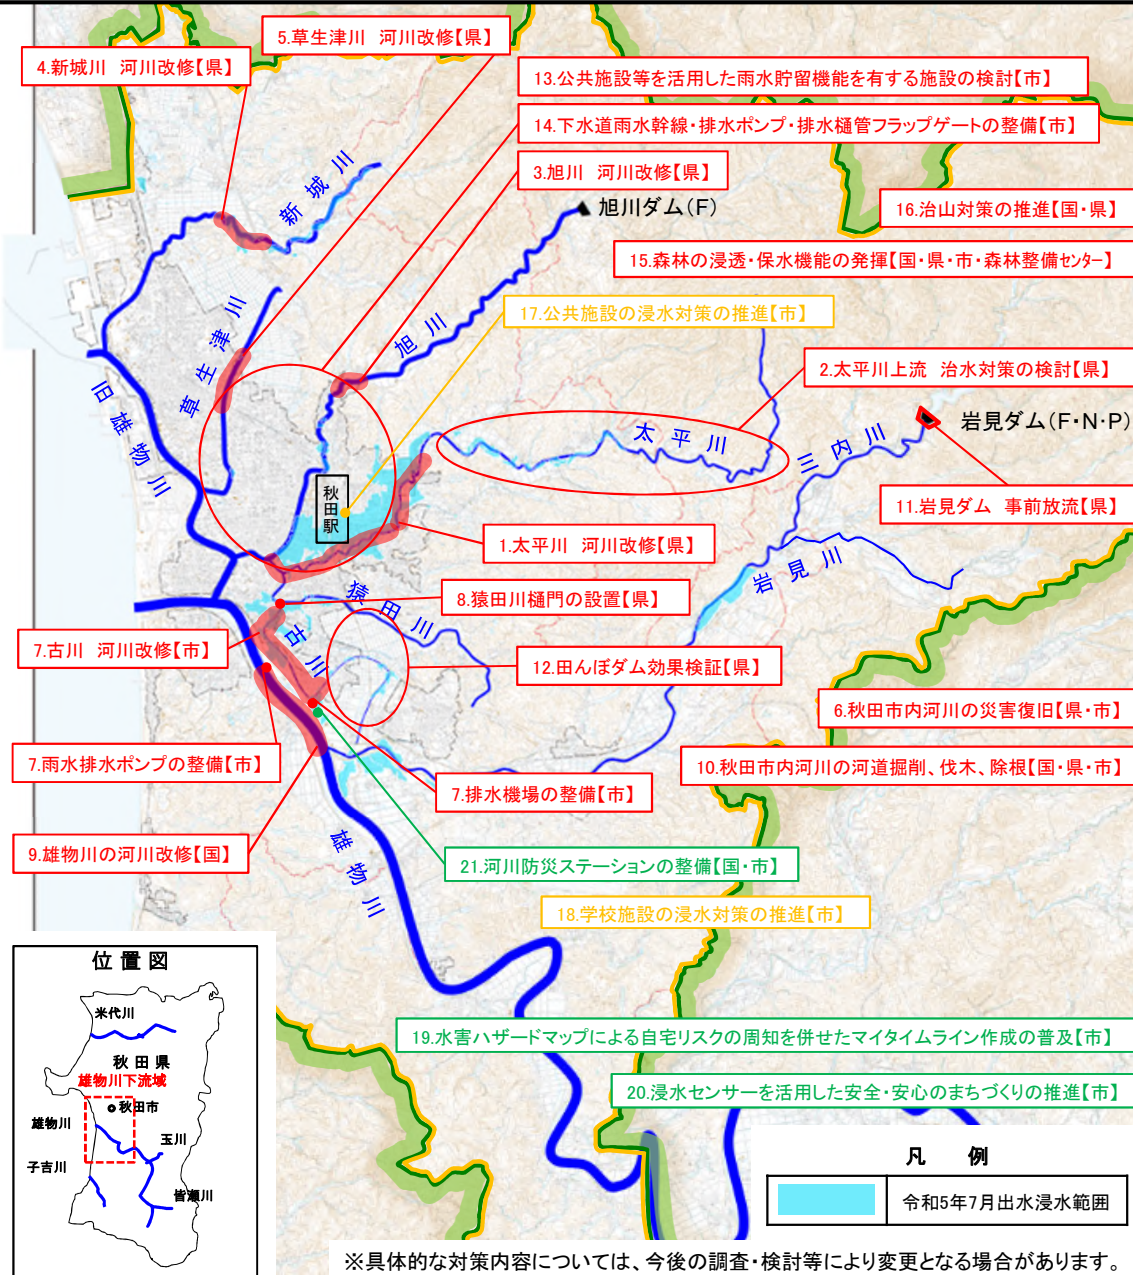 5.草生津川 河川改修【県】
4.新城川 河川改修【県】
13.公共施設等を活用した雨水貯留機能を有する施設の検討【市】
14.下水道雨水幹線・排水ポンプ・排水樋管フラップゲートの整備【市】
3.旭川 河川改修【県】
新城川
旭川ダム(F)
16.治山対策の推進【国・県】
15.森林の浸透・保水機能の発揮【国・県・市・森林整備センター】
17.公共施設の浸水対策の推進【市】
旭川
草生津川
旧雄物川
2.太平川上流 治水対策の検討【県】
太平川
三内川
岩見ダム(F・N・P)
秋田駅
11.岩見ダム 事前放流【県】
1.太平川 河川改修【県】
岩見川
猿田川
8.猿田川樋門の設置【県】
古川
7.古川 河川改修【市】
12.田んぼダム効果検証【県】
6.秋田市内河川の災害復旧【県・市】
7.雨水排水ポンプの整備【市】
10.秋田市内河川の河道掘削、伐木、除根【国・県・市】
7.排水機場の整備【市】
9.雄物川の河川改修【国】
21.河川防災ステーションの整備【国・市】
雄物川
18.学校施設の浸水対策の推進【市】
位置図
米代川
秋田県
雄物川下流域
秋田市
雄物川
玉川
子吉川
皆瀬川
19.水害ハザードマップによる自宅リスクの周知を併せたマイタイムライン作成の普及【市】
20.浸水センサーを活用した安全・安心のまちづくりの推進【市】
凡 例
令和5年7月出水浸水範囲
※具体的な対策内容については、今後の調査・検討等により変更となる場合があります。